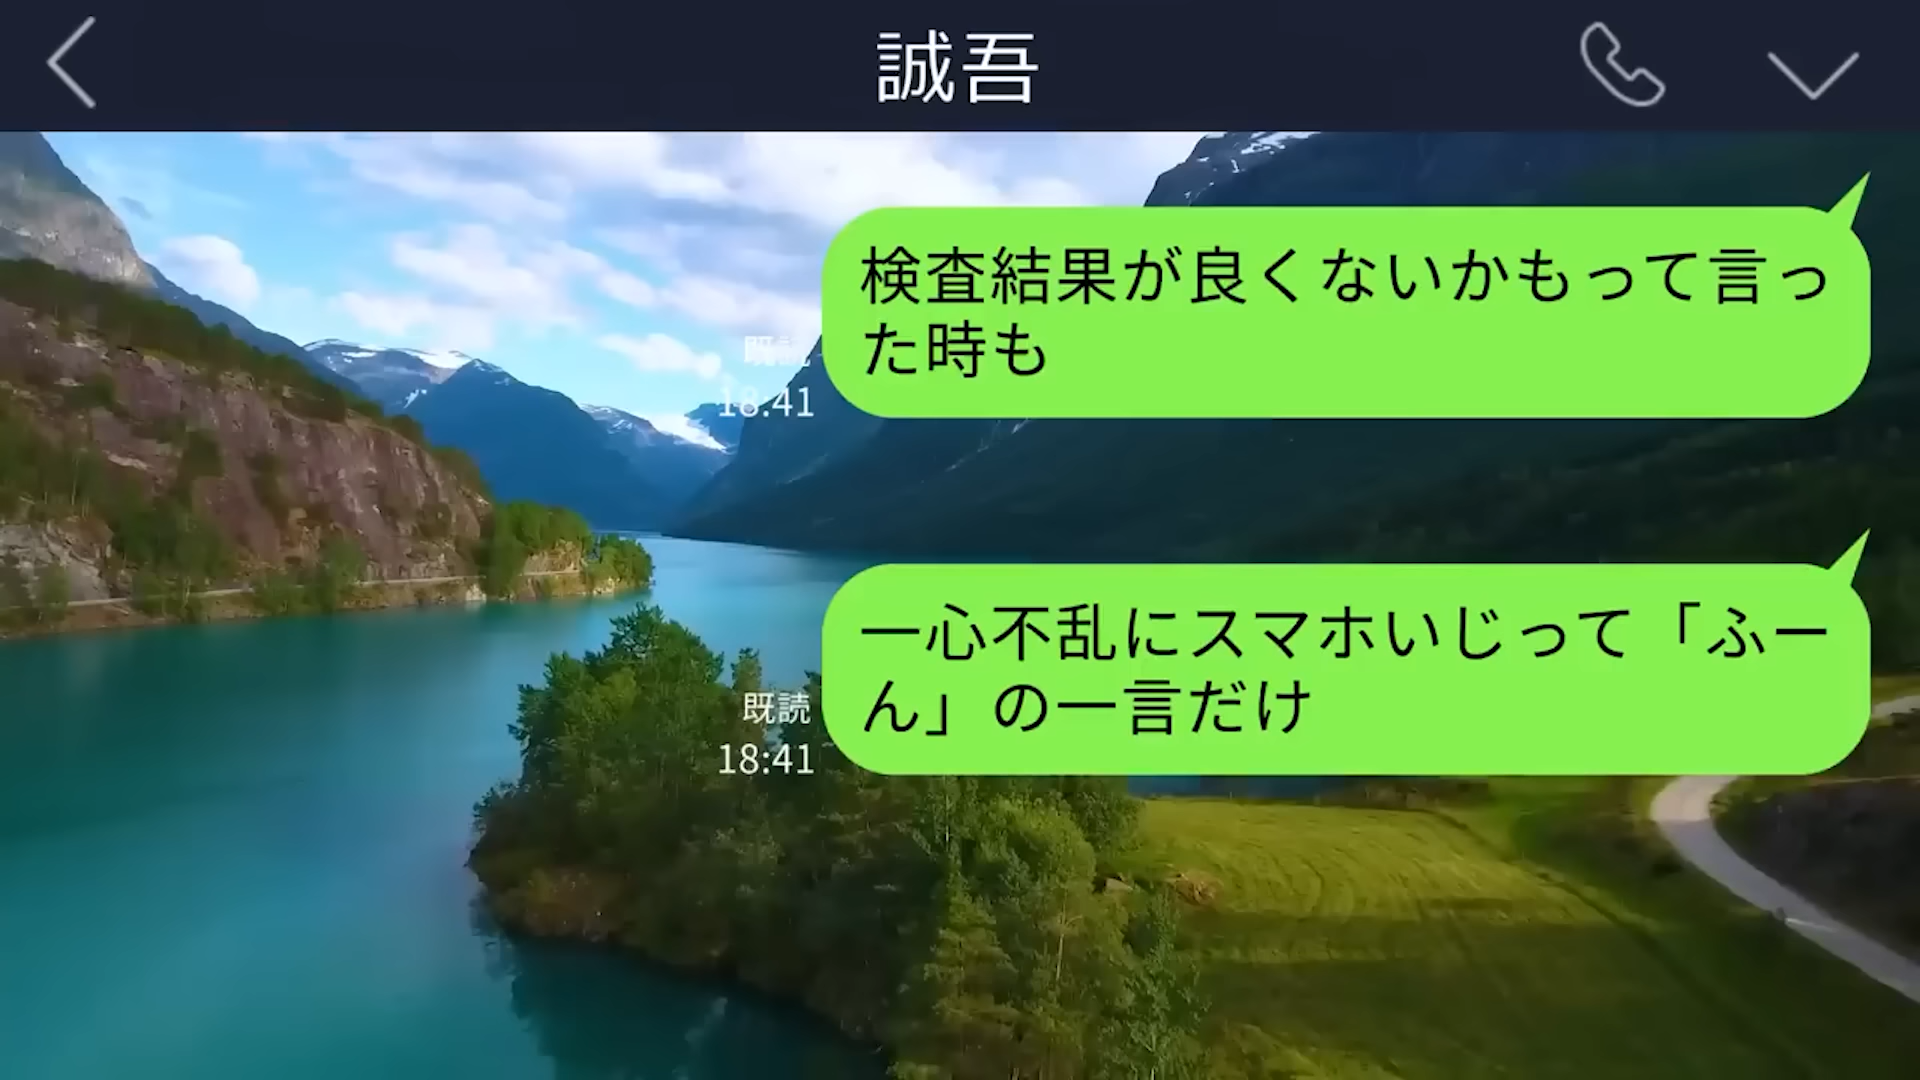 誠吾
検査結果が良くないかもって言っ
た時も
既読
18:41
一心不乱にスマホいじって「ふー
ん」の一言だけ
既読
18:41